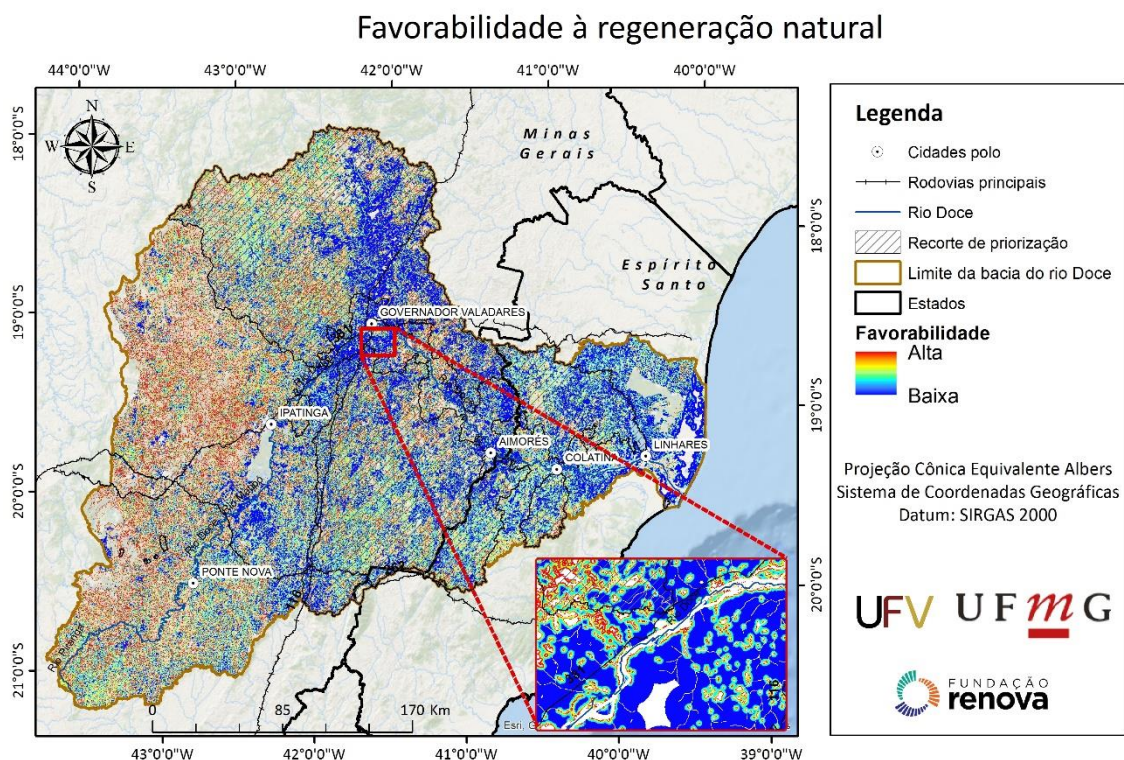 Favorabilidade à regeneração natural
44°0'0"W 43°0'0"W 42°0'0"W 41°0'0"W 40°0'0"W
18°0'0"S
19°0'0"S
20°0'0"S
21°0'0"S
N
W E
S
Minas
Gerais
Espírito
Santo
GOVERNADOR VALADARES
IPATINGA
AIMORÉS
COLATINA
LINHARES
PONTE NOVA
Rio Piranga
0 85 170 Km
18°0'0"S
19°0'0"S
20°0'0"S
43°0'0"W 42°0'0"W 41°0'0"W 40°0'0"W 39°0'0"W
Legenda
Cidades polo
Rodovias principais
Rio Doce
Recorte de priorização
Limite da bacia do rio Doce
Estados
Favorabilidade
Alta
Baixa
Projeção Cônica Equivalente Albers
Sistema de Coordenadas Geográficas
Datum: SIRGAS 2000
UFV UFmG
FUNDAÇÃO
renova